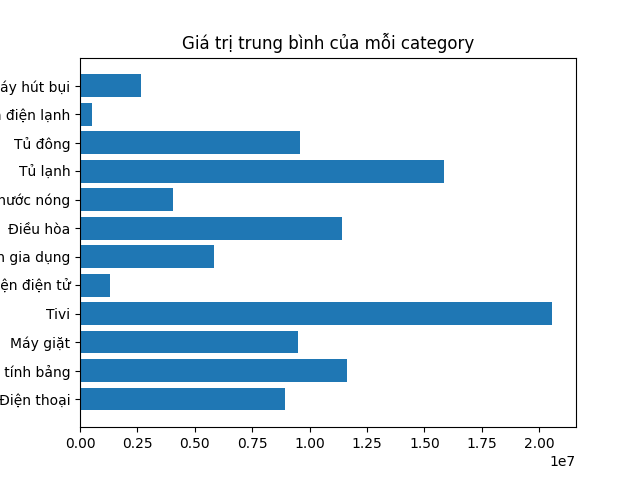 Giá trị trung bình của mỗi category
áy hút bụi
điện lạnh
Tủ đông
Tủ lạnh
nước nóng
Điều hòa
gia dụng
ện điện tử
Tivi
Máy giặt
tính bảng
Điện thoại
0.00 0.25 0.50 0.75 1.00 1.25 1.50 1.75 2.00
1e7